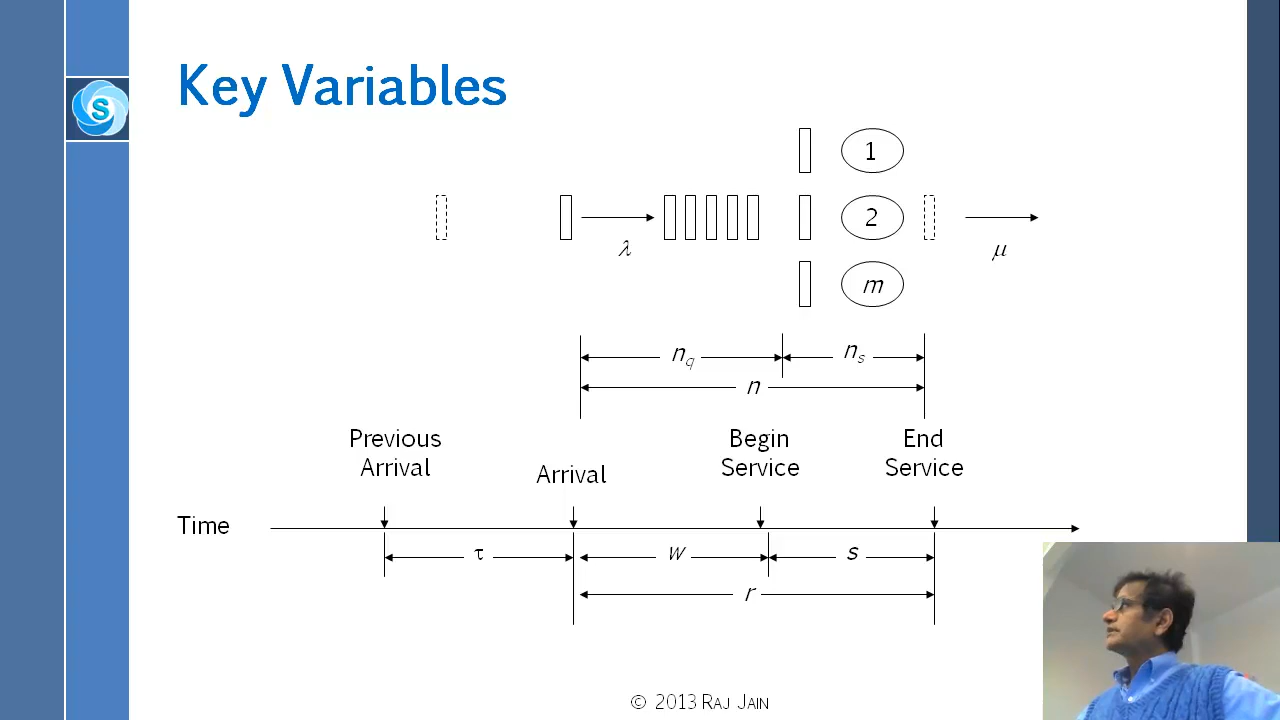 Key Variables
S
1
2
m
λ
μ
n_q
n_s
n
Previous
Arrival
Arrival
Begin
Service
End
Service
Time
τ
w
s
r
© 2013 RAJ JAIN